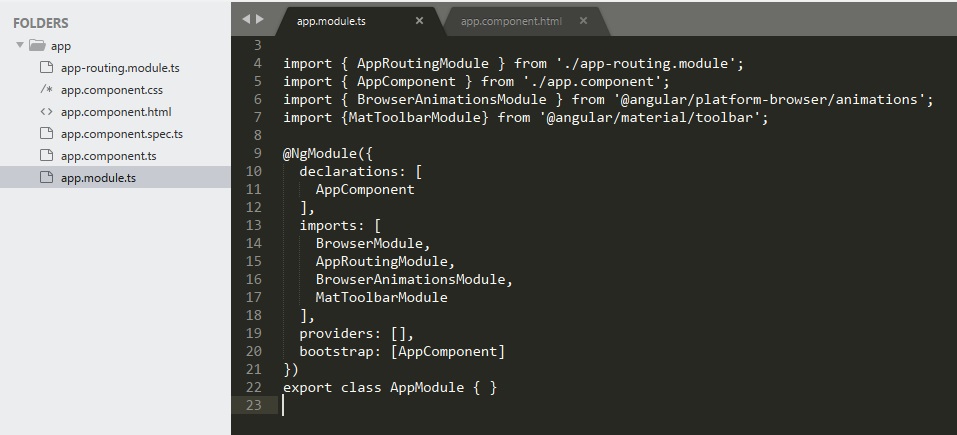 FOLDERS
app
app-routing.module.ts
/* app.component.css
<> app.component.html
app.component.spec.ts
app.component.ts
app.module.ts
app.module.ts ×
app.component.html ×
3
4 import { AppRoutingModule } from './app-routing.module';
5 import { AppComponent } from './app.component';
6 import { BrowserAnimationsModule } from '@angular/platform-browser/animations';
7 import {MatToolbarModule} from '@angular/material/toolbar';
8
9 @NgModule({
10   declarations: [
11     AppComponent
12   ],
13   imports: [
14     BrowserModule,
15     AppRoutingModule,
16     BrowserAnimationsModule,
17     MatToolbarModule
18   ],
19   providers: [],
20   bootstrap: [AppComponent]
21 })
22 export class AppModule { }
23